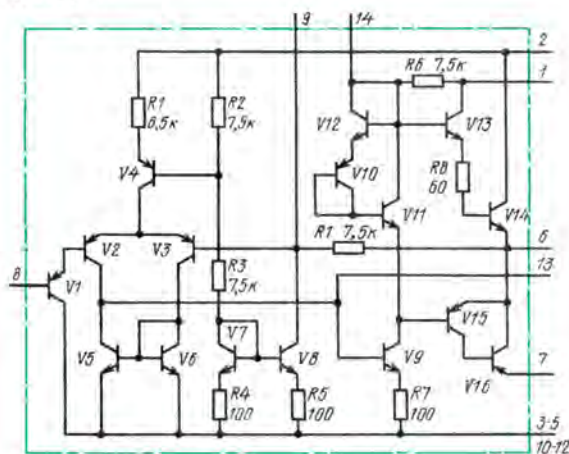 9 14
2
R6 7,5к
1
R1
6,5к
R2
7,5к
V12
V13
V4
V10
R8
60
V11
V14
V2
V3
R1 7,5к
6
13
8
V1
R3
7,5к
V15
V5
V6
V7
V8
V9
V16
7
R4
100
R5
100
R7
100
3-5
10-12